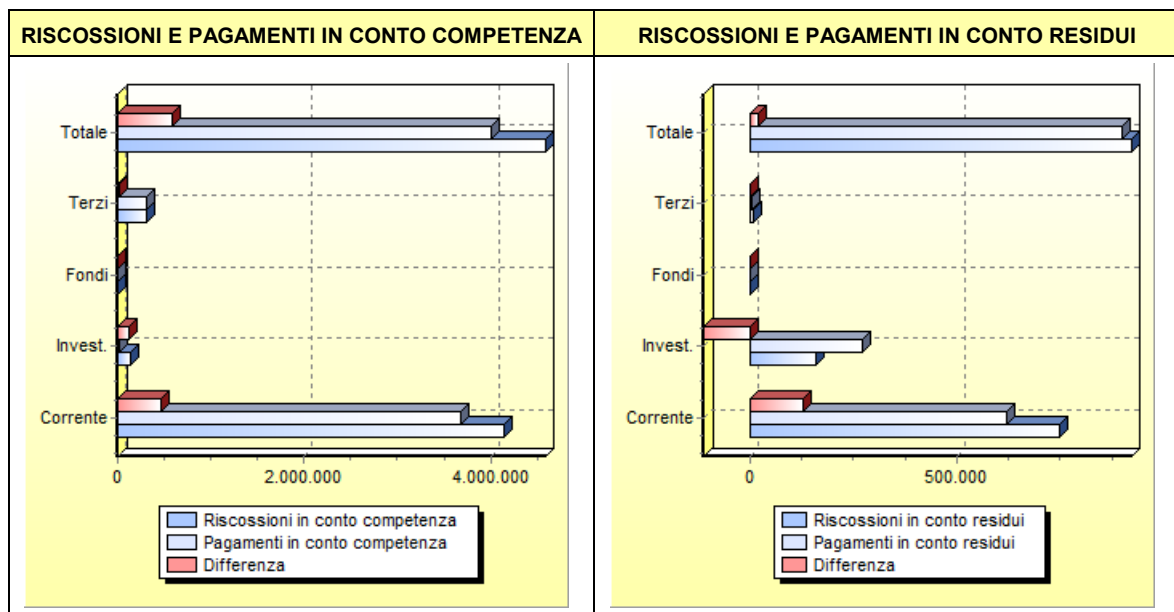 RISCOSSIONI E PAGAMENTI IN CONTO COMPETENZA
Totale
Terzi
Fondi
Invest.
Corrente
0 2.000.000 4.000.000
Riscossioni in conto competenza
Pagamenti in conto competenza
Differenza
RISCOSSIONI E PAGAMENTI IN CONTO RESIDUI
Totale
Terzi
Fondi
Invest.
Corrente
0 500.000
Riscossioni in conto residui
Pagamenti in conto residui
Differenza